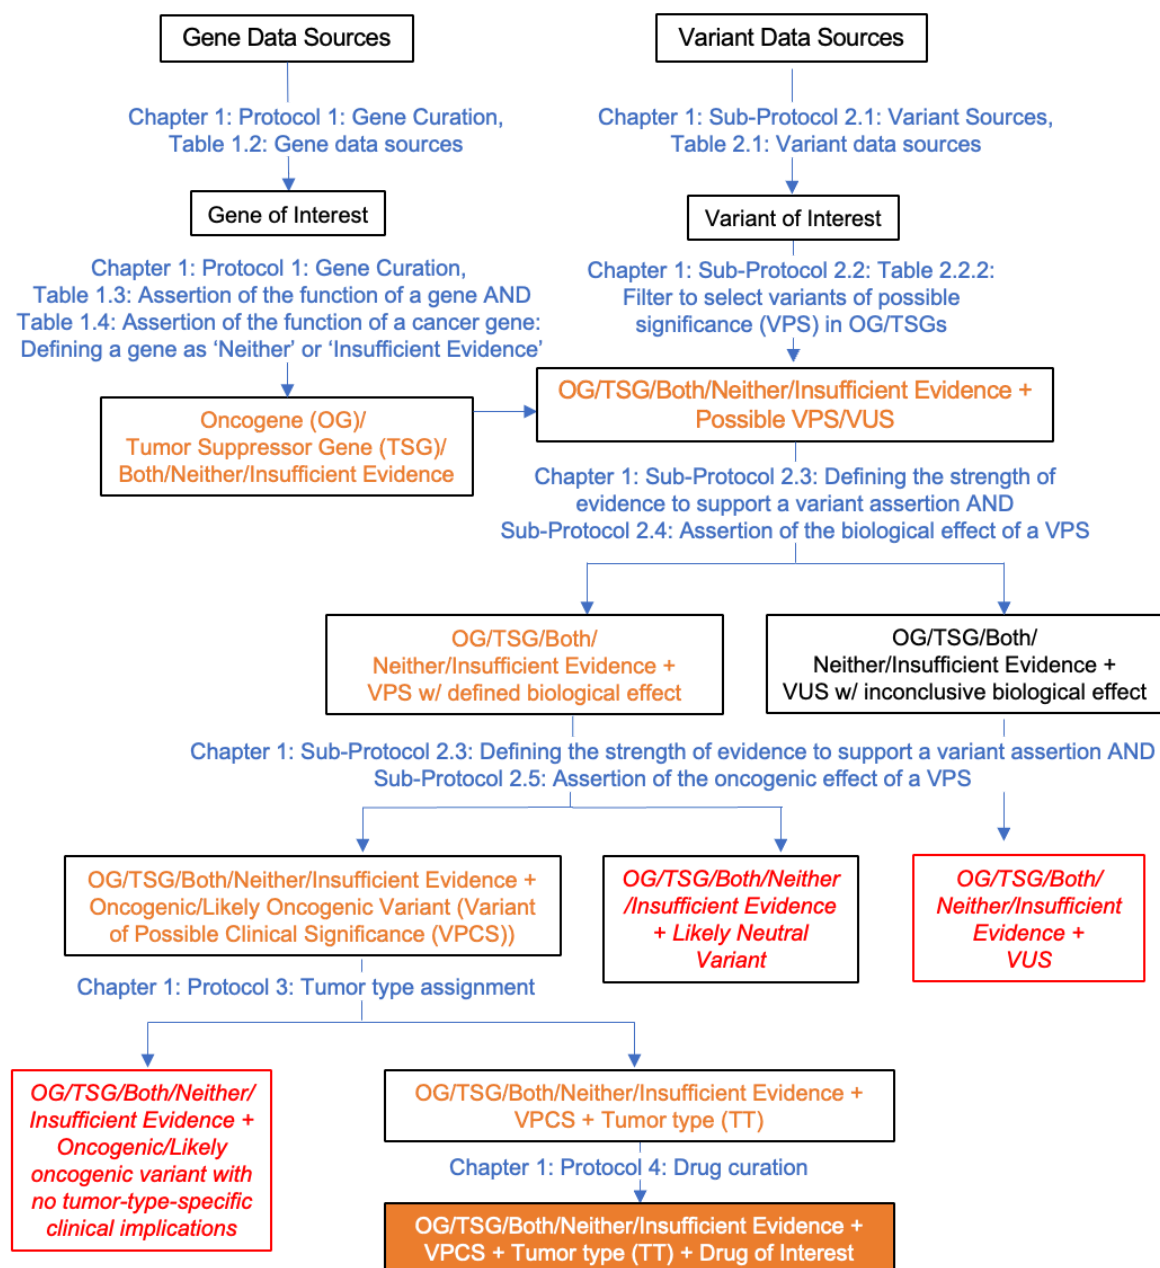 Gene Data Sources
Variant Data Sources
Chapter 1: Protocol 1: Gene Curation,
Table 1.2: Gene data sources
Chapter 1: Sub-Protocol 2.1: Variant Sources,
Table 2.1: Variant data sources
Gene of Interest
Variant of Interest
Chapter 1: Protocol 1: Gene Curation,
Table 1.3: Assertion of the function of a gene AND
Table 1.4: Assertion of the function of a cancer gene:
Defining a gene as ‘Neither’ or ‘Insufficient Evidence’
Chapter 1: Sub-Protocol 2.2: Table 2.2.2:
Filter to select variants of possible
significance (VPS) in OG/TSGs
Oncogene (OG)/
Tumor Suppressor Gene (TSG)/
Both/Neither/Insufficient Evidence
OG/TSG/Both/Neither/Insufficient Evidence +
Possible VPS/VUS
Chapter 1: Sub-Protocol 2.3: Defining the strength of
evidence to support a variant assertion AND
Sub-Protocol 2.4: Assertion of the biological effect of a VPS
OG/TSG/Both/
Neither/Insufficient Evidence +
VPS w/ defined biological effect
OG/TSG/Both/
Neither/Insufficient Evidence +
VUS w/ inconclusive biological effect
Chapter 1: Sub-Protocol 2.3: Defining the strength of evidence to support a variant assertion AND
Sub-Protocol 2.5: Assertion of the oncogenic effect of a VPS
OG/TSG/Both/Neither/Insufficient Evidence +
Oncogenic/Likely Oncogenic Variant (Variant
of Possible Clinical Significance (VPCS))
OG/TSG/Both/Neither
/Insufficient Evidence
+ Likely Neutral
Variant
OG/TSG/Both/
Neither/Insufficient
Evidence +
VUS
Chapter 1: Protocol 3: Tumor type assignment
OG/TSG/Both/Neither/
Insufficient Evidence +
Oncogenic/Likely
oncogenic variant with
no tumor-type-specific
clinical implications
OG/TSG/Both/Neither/Insufficient Evidence +
VPCS + Tumor type (TT)
Chapter 1: Protocol 4: Drug curation
OG/TSG/Both/Neither/Insufficient Evidence +
VPCS + Tumor type (TT) + Drug of Interest